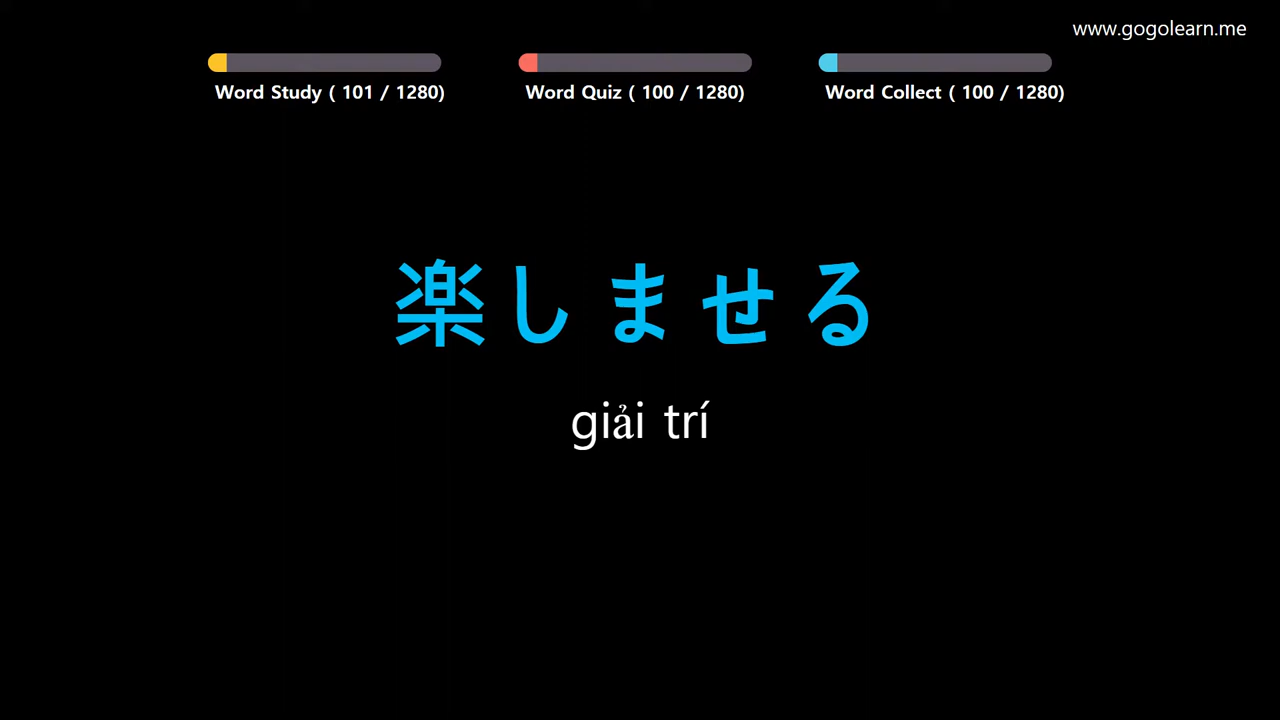 www.gogolearn.me
Word Study ( 101 / 1280)
Word Quiz ( 100 / 1280)
Word Collect ( 100 / 1280)
楽しませる
giải trí